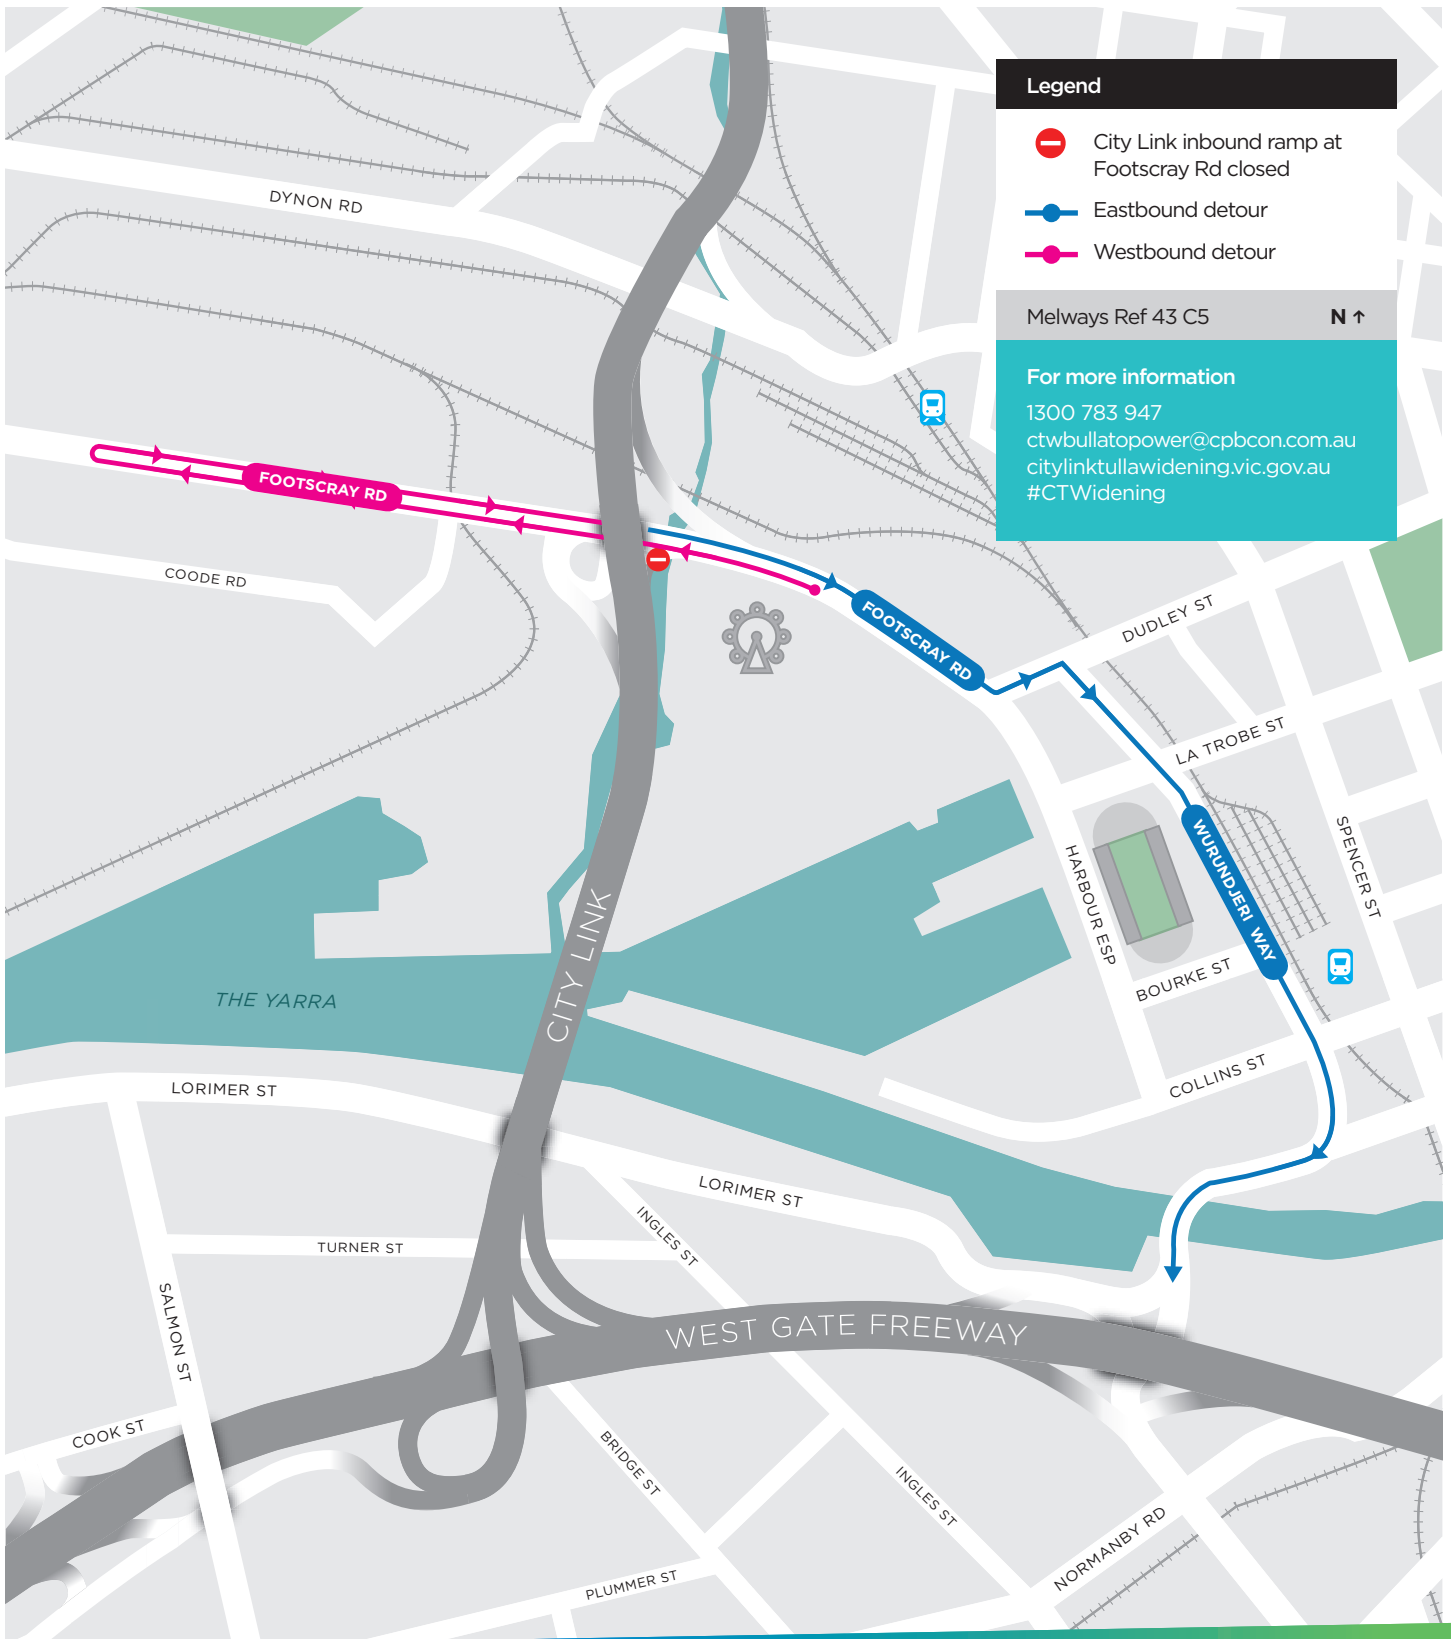 Legend
City Link inbound ramp at
Footscray Rd closed
Eastbound detour
Westbound detour
Melways Ref 43 C5 N ↑
For more information
1300 783 947
ctwbullatopower@cpbcon.com.au
citylinktullawidening.vic.gov.au
#CTWidening
DYNON RD
FOOTSCRAY RD
COODE RD
FOOTSCRAY RD
DUDLEY ST
LA TROBE ST
WURUNDJERI WAY
SPENCER ST
HARBOUR ESP
BOURKE ST
COLLINS ST
CITY LINK
THE YARRA
LORIMER ST
LORIMER ST
INGLES ST
TURNER ST
SALMON ST
WEST GATE FREEWAY
COOK ST
BRIDGE ST
INGLES ST
NORMANBY RD
PLUMMER ST